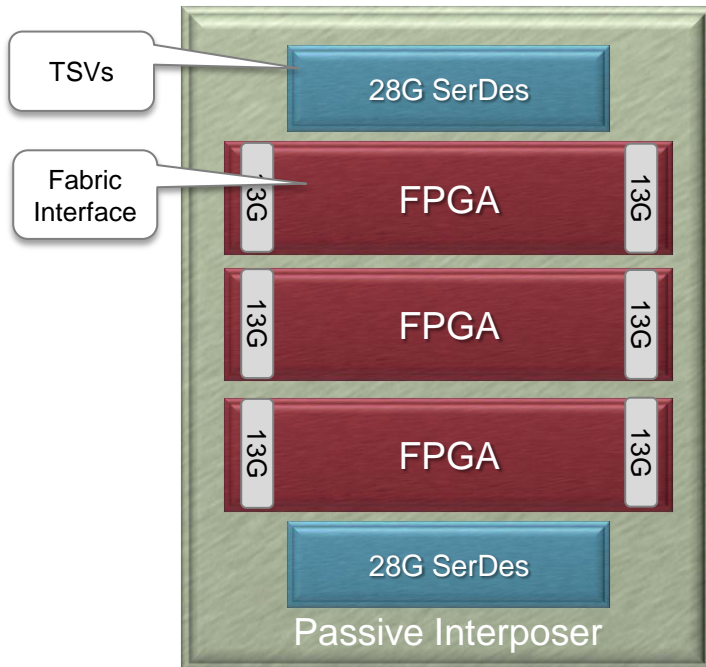 TSVs
28G SerDes
Fabric
Interface
13G
FPGA
13G
13G
FPGA
13G
13G
FPGA
13G
28G SerDes
Passive Interposer